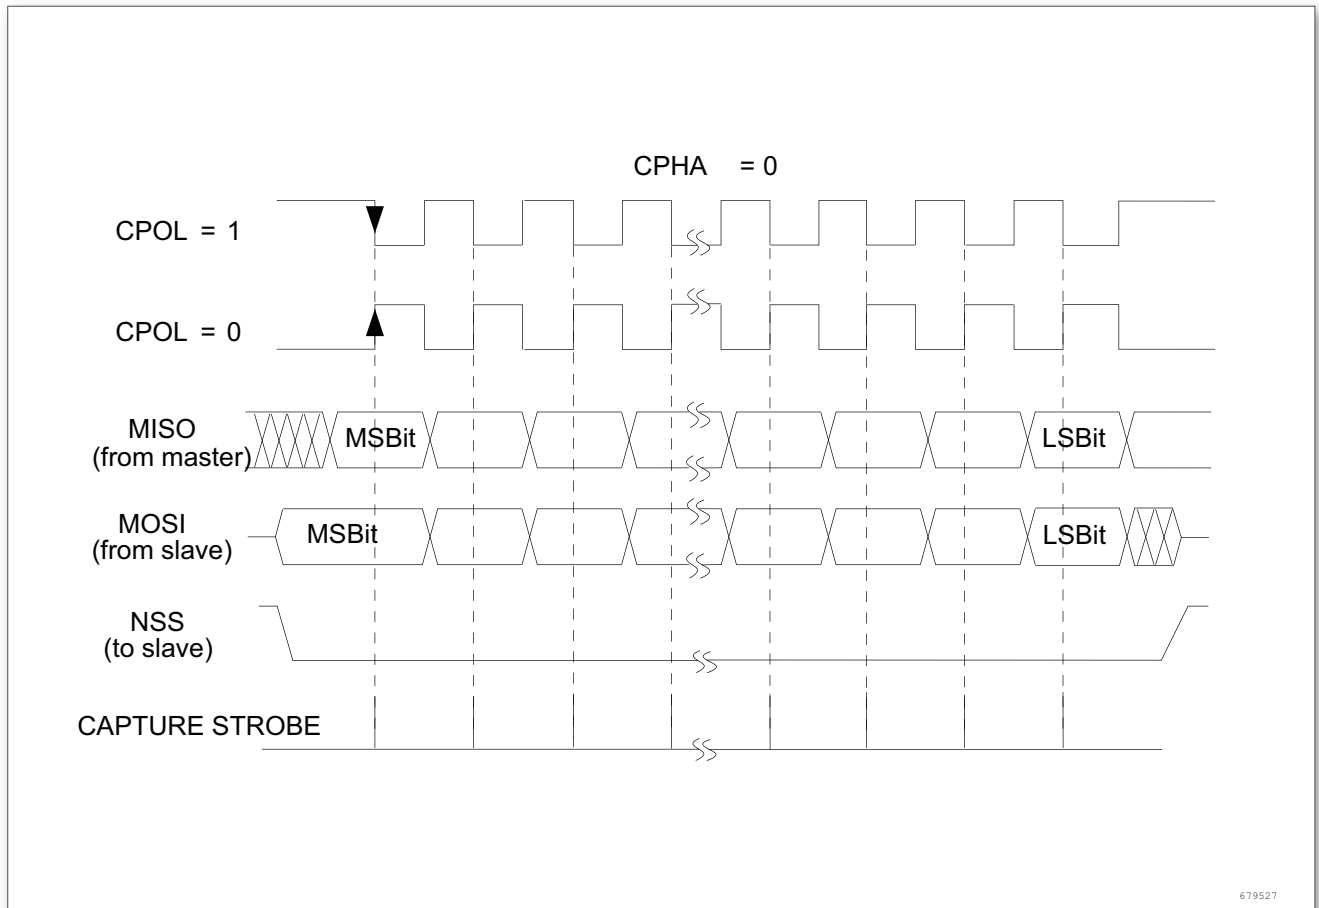 CPHA = 0
CPOL = 1
CPOL = 0
MISO
(from master)
MSBit
LSBit
MOSI
(from slave)
MSBit
LSBit
NSS
(to slave)
CAPTURE STROBE
679527